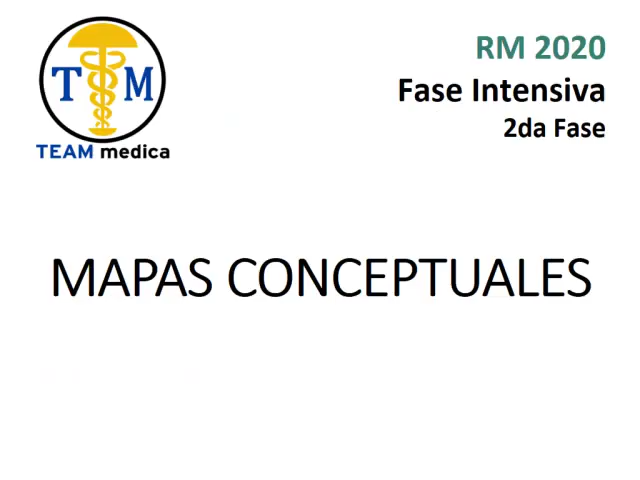 T M
TEAM medica
RM 2020
Fase Intensiva
2da Fase
MAPAS CONCEPTUALES